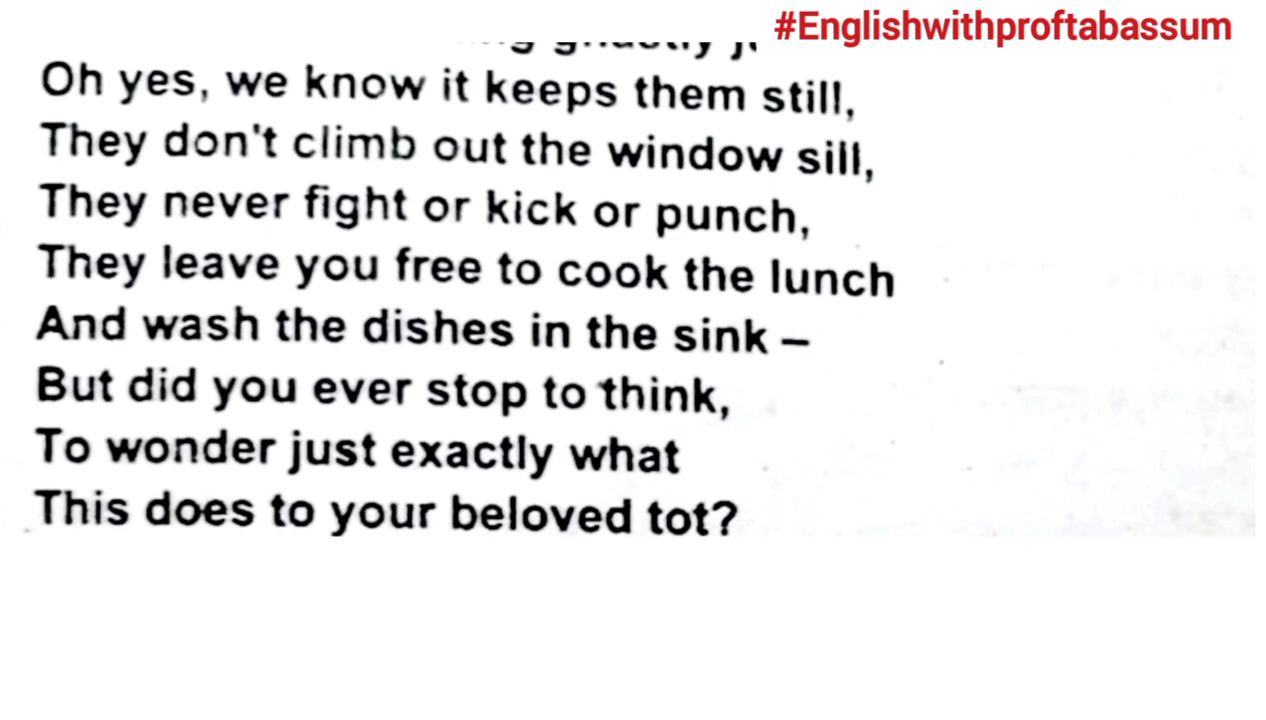 #Englishwithproftabassum
Oh yes, we know it keeps them still,
They don't climb out the window sill,
They never fight or kick or punch,
They leave you free to cook the lunch
And wash the dishes in the sink –
But did you ever stop to think,
To wonder just exactly what
This does to your beloved tot?